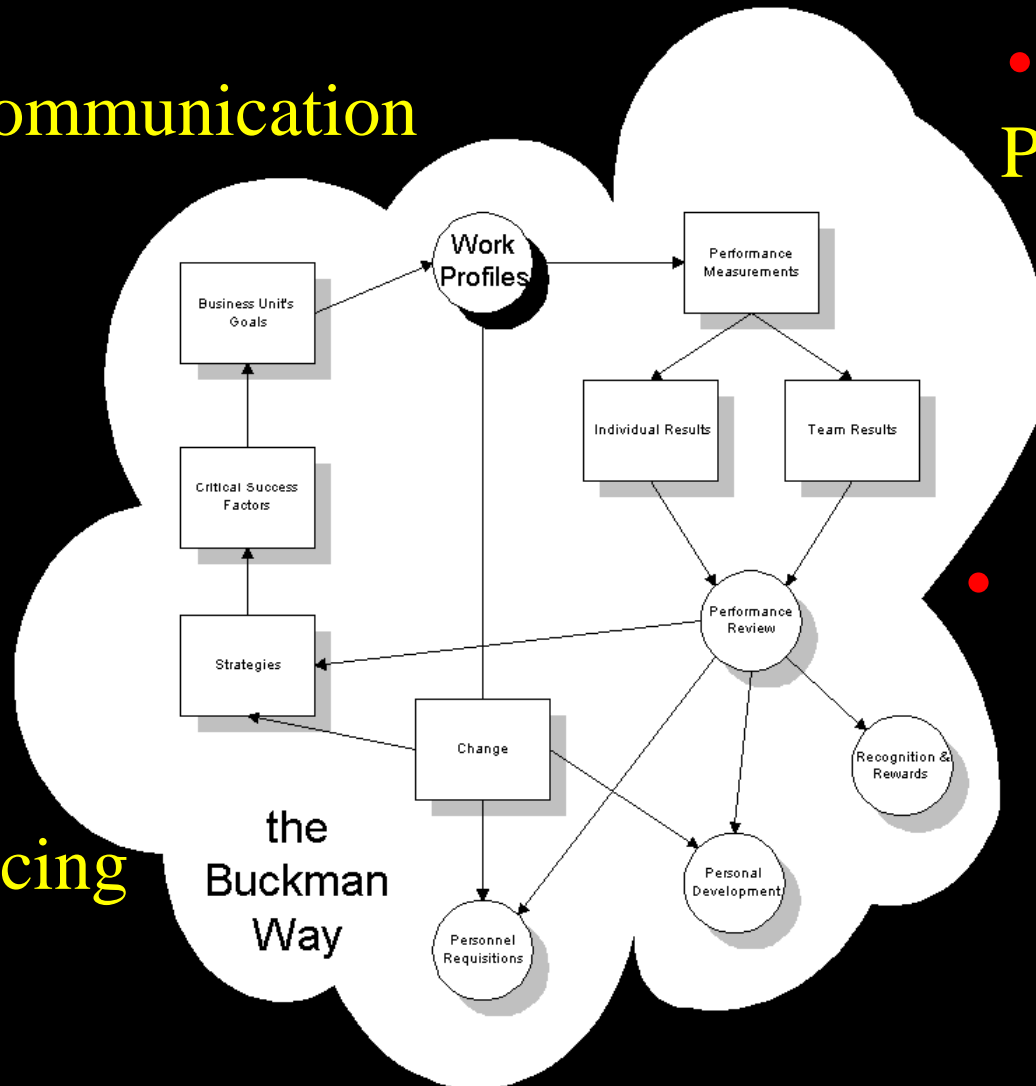 ommunication
P
Work
Profiles
Performance
Measurements
Business Unit's
Goals
Individual Results
Team Results
Critical Success
Factors
Performance
Review
Strategies
Change
Recognition &
Rewards
the
Buckman
Way
cing
Personal
Development
Personnel
Requisitions